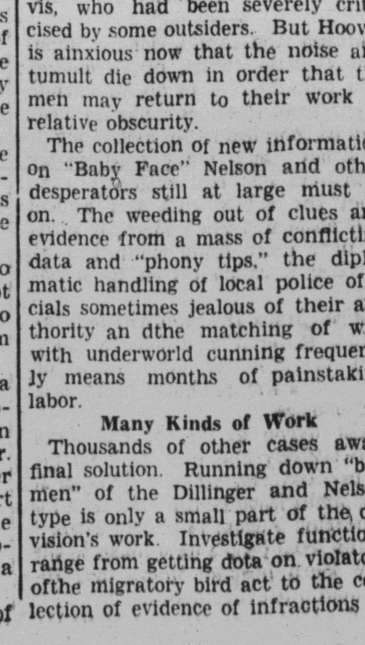 vis, who had been severely crit
cised by some outsiders. But Hoov
is ainxious now that the noise a
tumult die down in order that t
men may return to their work
relative obscurity.
The collection of new informati
on "Baby Face" Nelson and oth
desperators still at large must
on. The weeding out of clues a
evidence from a mass of conflicti
data and "phony tips," the dipl
matic handling of local police of
cials sometimes jealous of their a
thority an dthe matching of w
with underworld cunning frequen
ly means months of painstaki
labor.
Many Kinds of Work
Thousands of other cases awa
final solution. Running down "b
men" of the Dillinger and Nels
type is only a small part of the d
vision's work. Investigate functio
range from getting dota on violato
ofthe migratory bird act to the co
lection of evidence of infractions